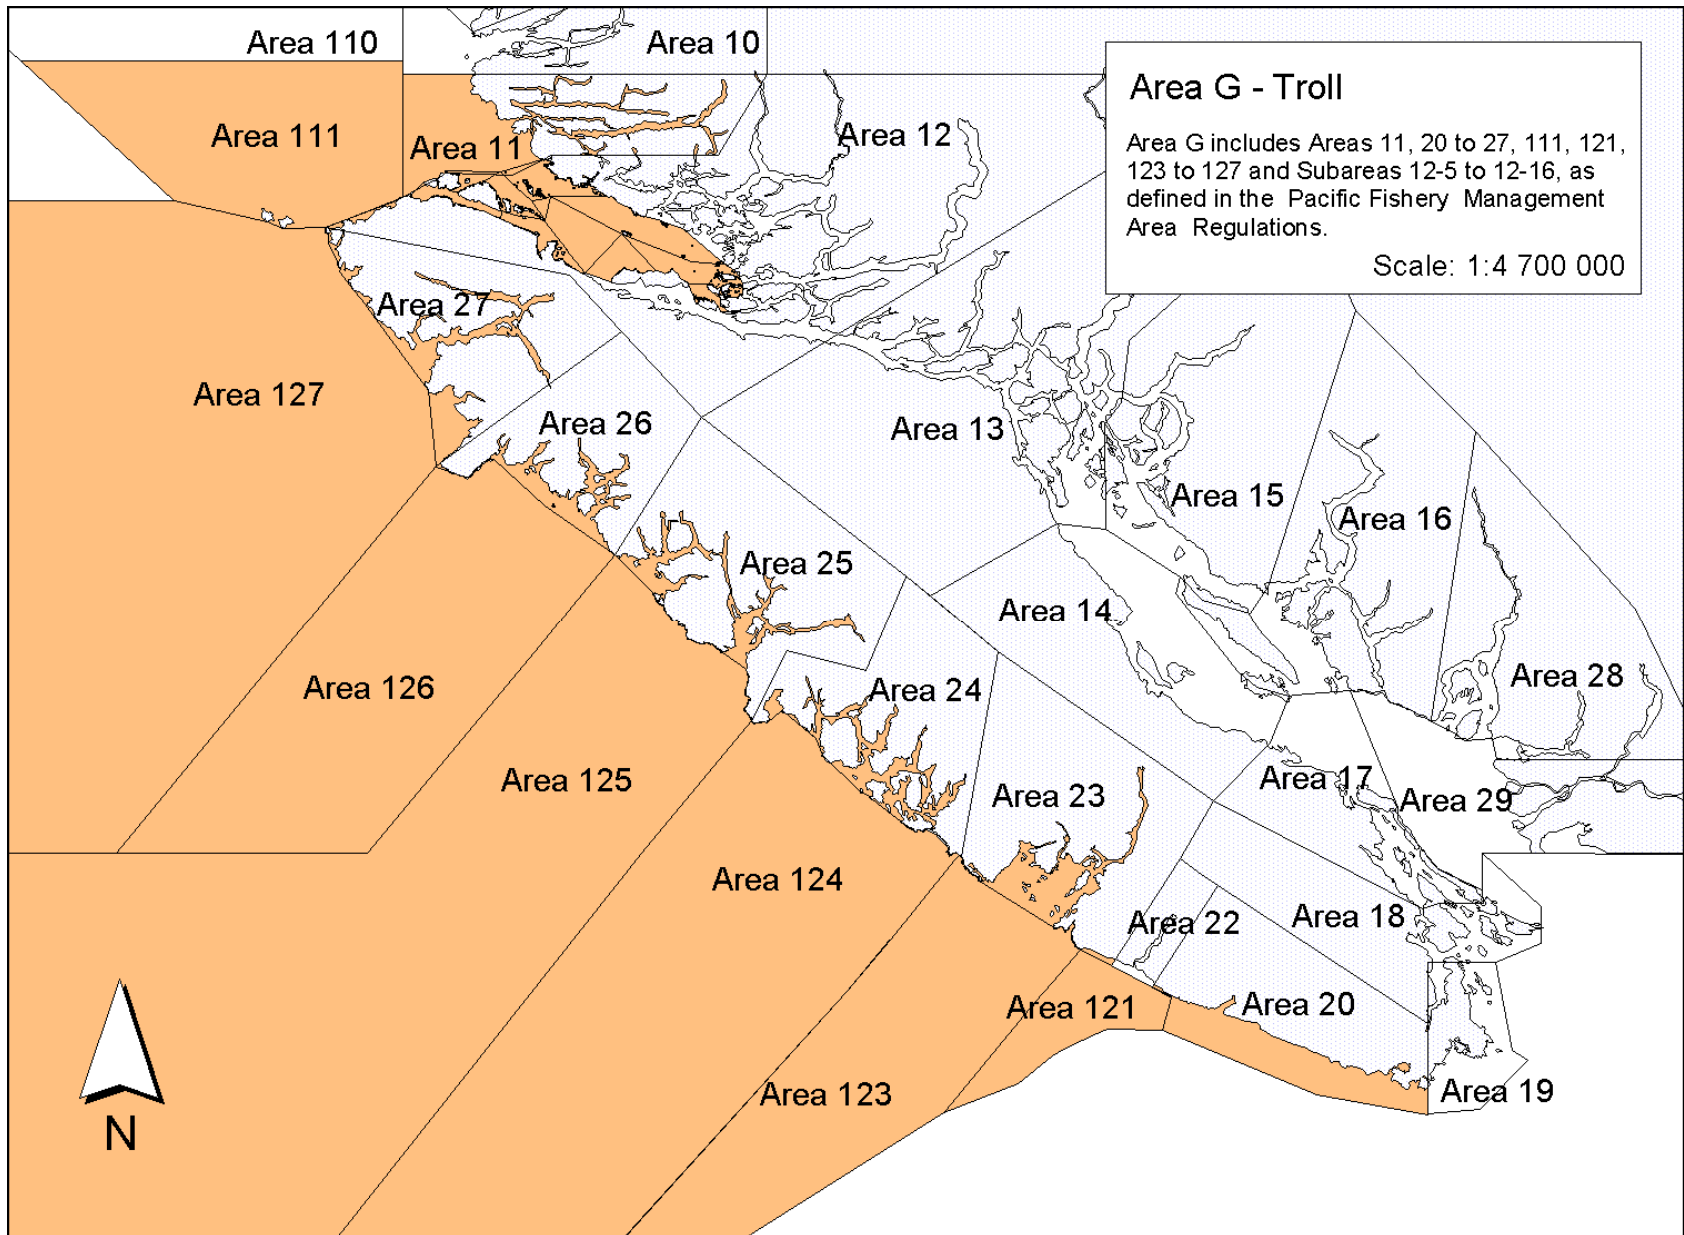 Area 110
Area 10
Area G - Troll
Area G includes Areas 11, 20 to 27, 111, 121,
123 to 127 and Subareas 12-5 to 12-16, as
defined in the Pacific Fishery Management
Area Regulations.
Scale: 1:4 700 000
Area 111
Area 11
Area 12
Area 27
Area 127
Area 26
Area 13
Area 15
Area 16
Area 25
Area 14
Area 126
Area 24
Area 28
Area 125
Area 23
Area 17
Area 29
Area 124
Area 22
Area 18
Area 121
Area 20
Area 123
Area 19
N